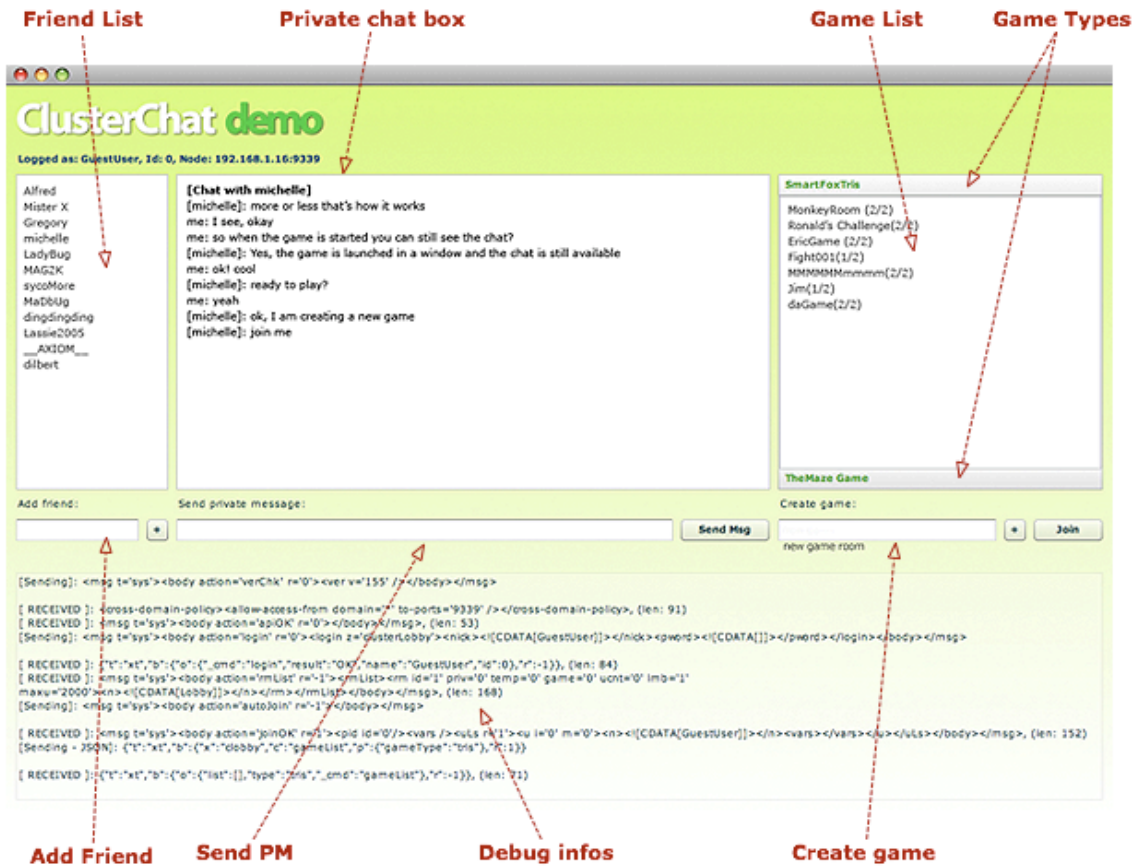 Friend List
Private chat box
Game List
Game Types
ClusterChat demo
Logged as: GuestUser, Id: 0, Node: 192.168.1.16:9339
Alfred
Mister X
Gregory
michelle
LadyBug
MAG2K
sycoMore
MaDbUg
dingdingding
Lassie2005
__AXIOM__
dilbert
[Chat with michelle]
[michelle]: more or less that's how it works
me: I see, okay
me: so when the game is started you can still see the chat?
[michelle]: Yes, the game is launched in a window and the chat is still available
me: ok! cool
[michelle]: ready to play?
me: yeah
[michelle]: ok, I am creating a new game
[michelle]: join me
SmartFoxTris
MonkeyRoom (2/2)
Ronald's Challenge(2/2)
EricGame (2/2)
Fight001(1/2)
MMMMMMmmmm(2/2)
Jim(1/2)
daGame(2/2)
TheMaze Game
Add friend:
Send private message:
Create game:
+
Send Msg
+
Join
new game room
[Sending]: <msg t='sys'><body action='verChk' r='0'><ver v='155' /></body></msg>
[ RECEIVED ]: <cross-domain-policy><allow-access-from domain='*' to-ports='9339' /></cross-domain-policy>, (len: 91)
[ RECEIVED ]: <msg t='sys'><body action='apiOK' r='0'></body></msg>, (len: 53)
[Sending]: <msg t='sys'><body action='login' r='0'><login z='clusterLobby'><nick><![CDATA[GuestUser]]></nick><pword><![CDATA[]]></pword></login></body></msg>
[ RECEIVED ]: {"t":"xt","b":{"o":{"_cmd":"login","result":"OK","name":"GuestUser","id":0},"r":-1}}, (len: 84)
[ RECEIVED ]: <msg t='sys'><body action='rmList' r='-1'><rmList><rm id='1' priv='0' temp='0' game='0' ucnt='0' lmb='1'
maxu='2000'><n><![CDATA[Lobby]]></n></rm></rmList></body></msg>, (len: 168)
[Sending]: <msg t='sys'><body action='autoJoin' r='-1'></body></msg>
[ RECEIVED ]: <msg t='sys'><body action='joinOK' r='1'><pid id='0'/><vars /><uLs r='1'><u i='0' m='0'><n><![CDATA[GuestUser]]></n><vars></vars></u></uLs></body></msg>, (len: 152)
[Sending - JSON]: {"t":"xt","b":{"x":"clobby","c":"gameList","p":{"gameType":"tris"},"r":1}}
[ RECEIVED ]: {"t":"xt","b":{"o":{"list":[],"type":"tris","_cmd":"gameList"},"r":-1}}, (len: 71)
Add Friend
Send PM
Debug infos
Create game